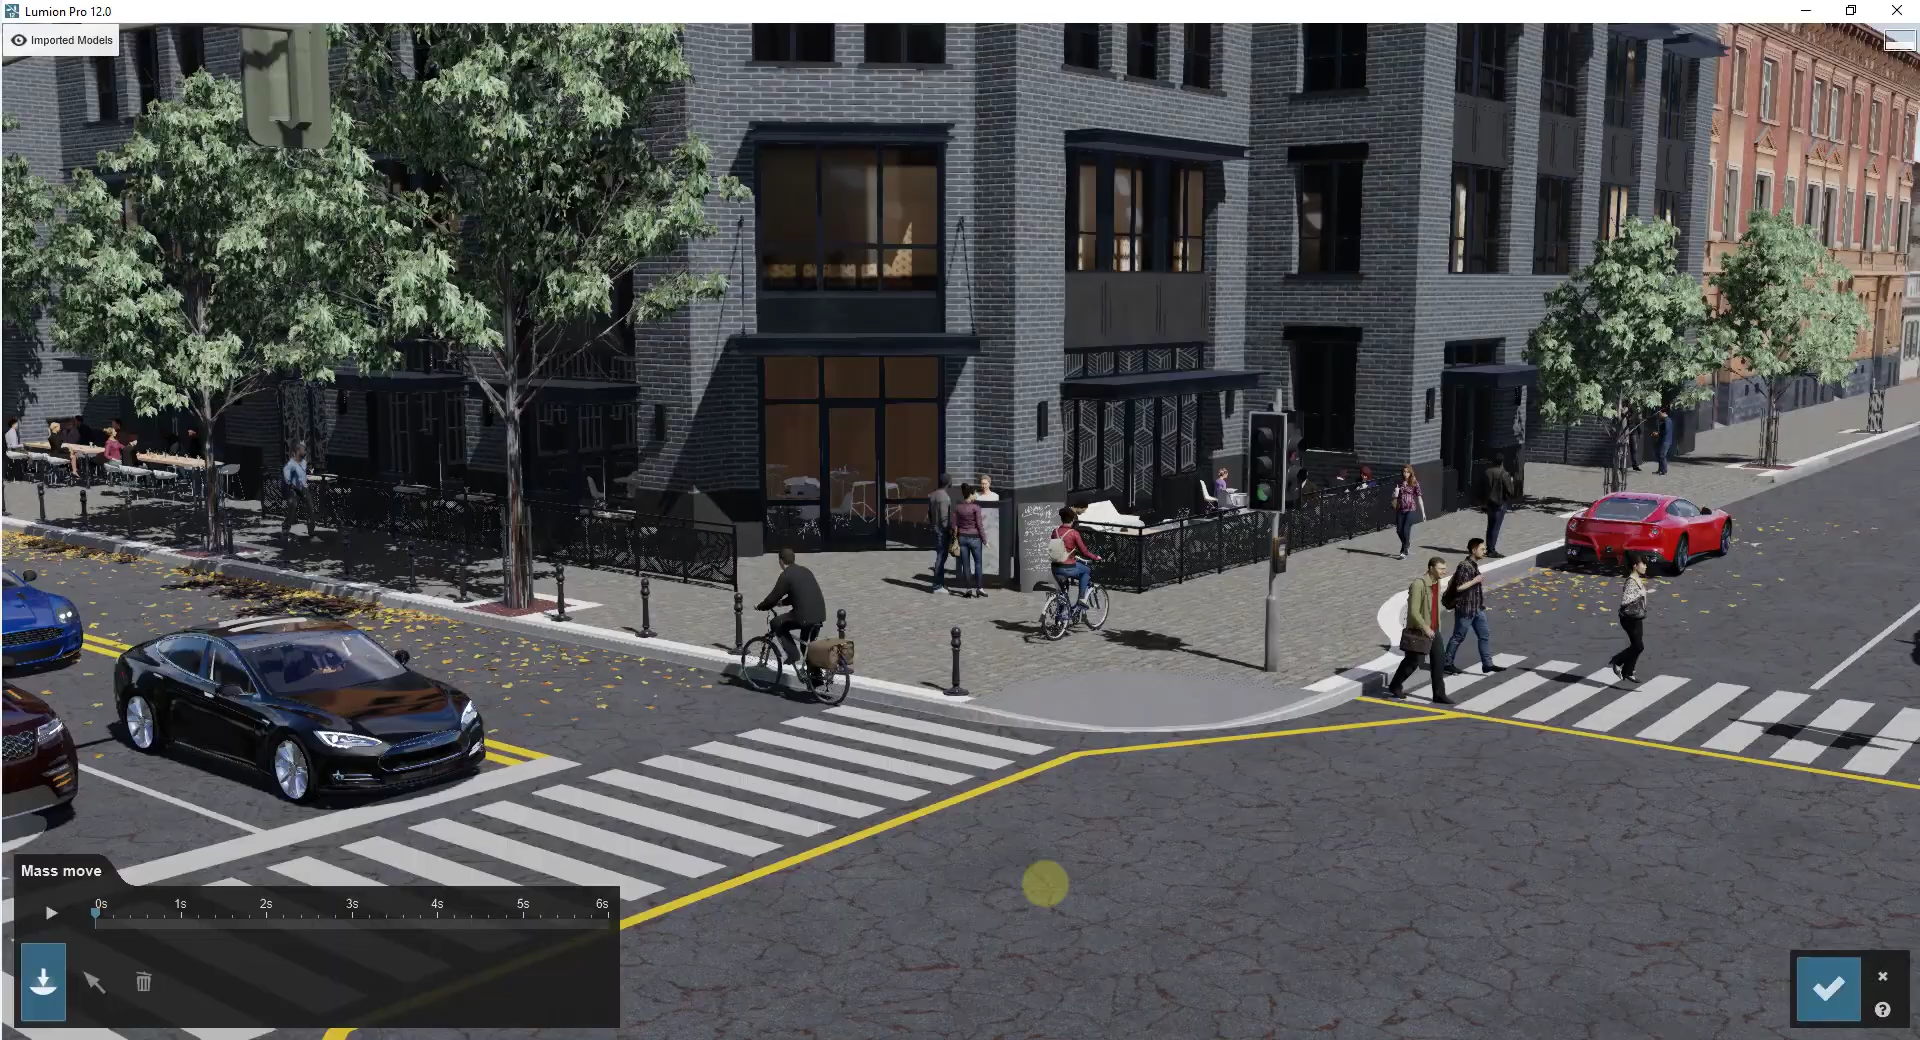 Lumion Pro 12.0
Imported Models
Mass move
0s 1s 2s 3s 4s 5s 6s